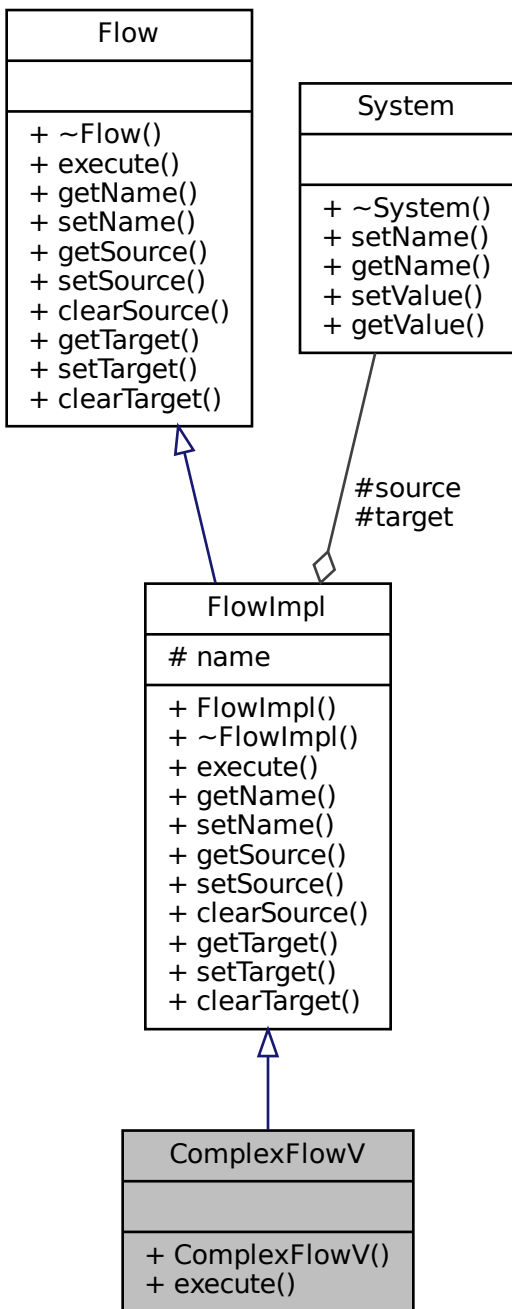 Flow
+ ~Flow()
+ execute()
+ getName()
+ setName()
+ getSource()
+ setSource()
+ clearSource()
+ getTarget()
+ setTarget()
+ clearTarget()
System
+ ~System()
+ setName()
+ getName()
+ setValue()
+ getValue()
#source
#target
FlowImpl
# name
+ FlowImpl()
+ ~FlowImpl()
+ execute()
+ getName()
+ setName()
+ getSource()
+ setSource()
+ clearSource()
+ getTarget()
+ setTarget()
+ clearTarget()
ComplexFlowV
+ ComplexFlowV()
+ execute()